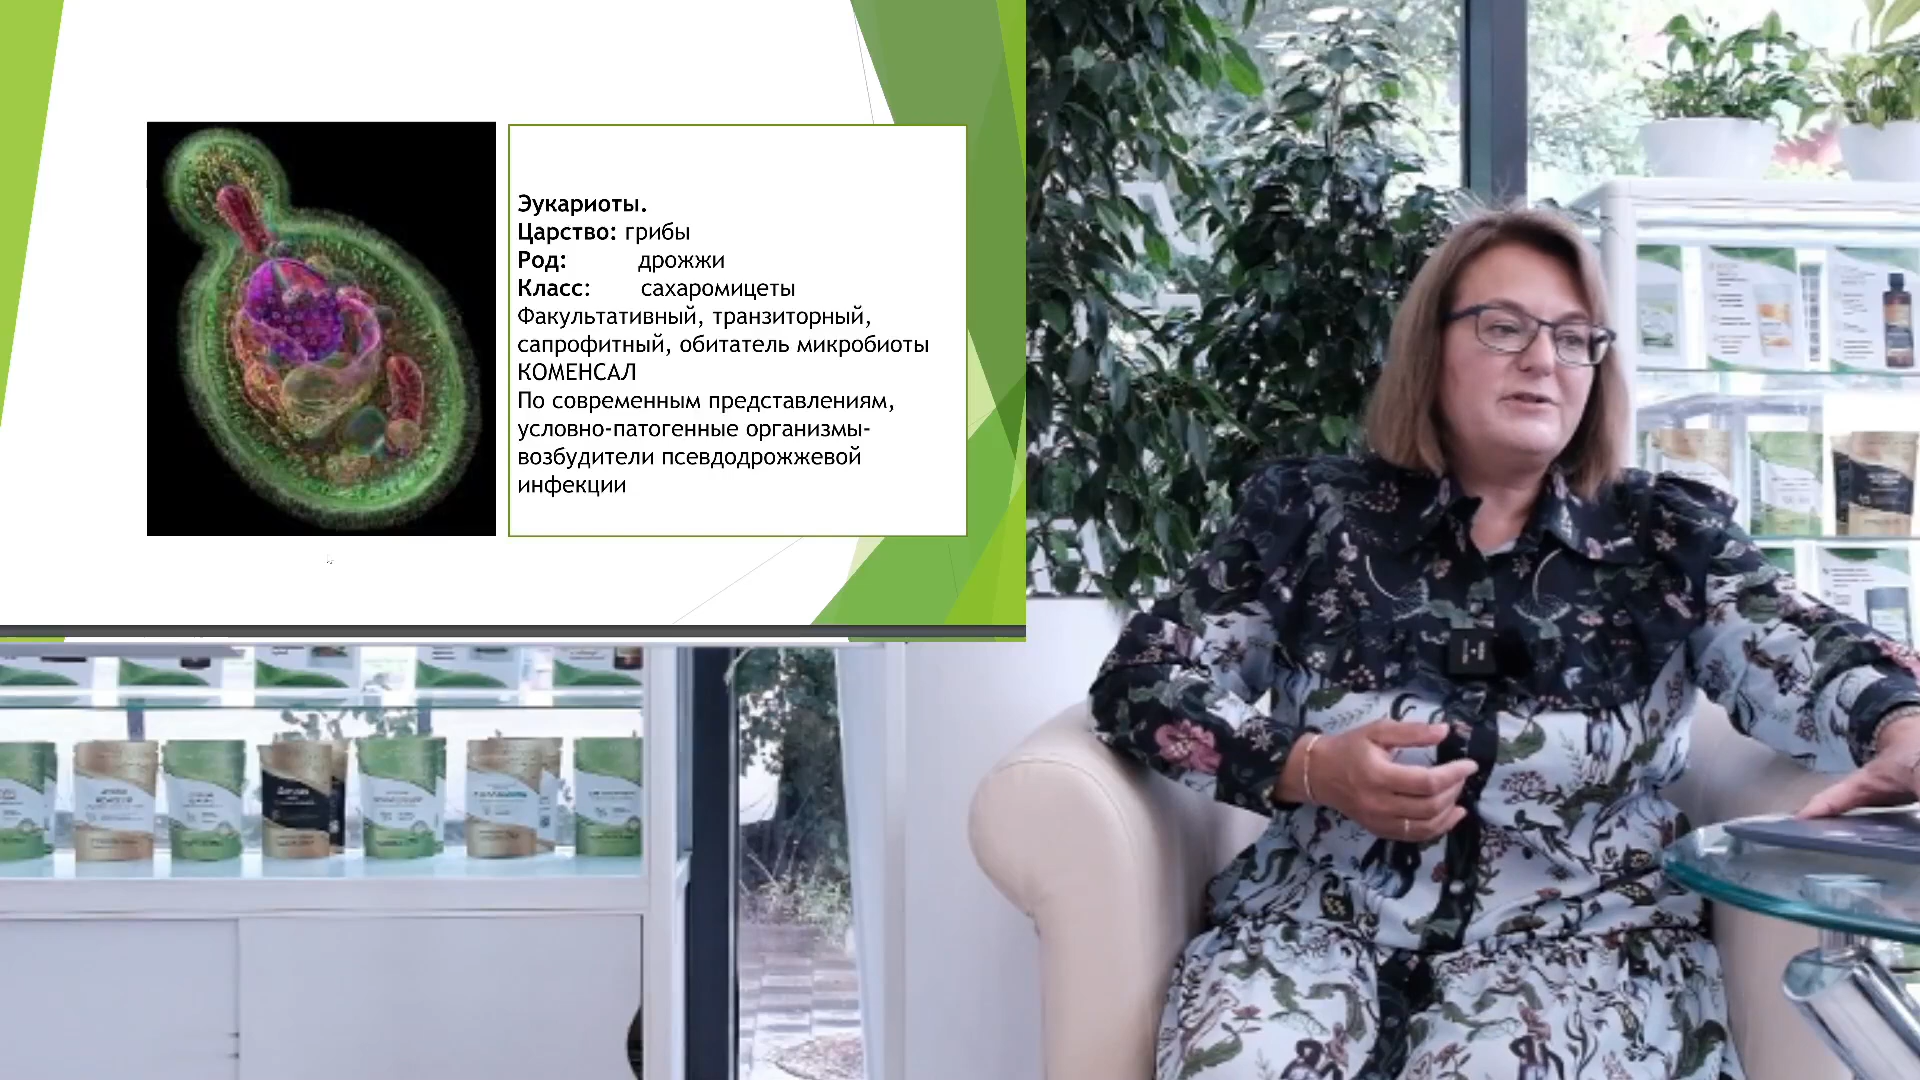 Эукариоты.
Царство: грибы
Род: дрожжи
Класс: сахаромицеты
Факультативный, транзиторный,
сапрофитный, обитатель микробиоты
КОМЕНСАЛ
По современным представлениям,
условно-патогенные организмы-
возбудители псевдодрожжевой
инфекции